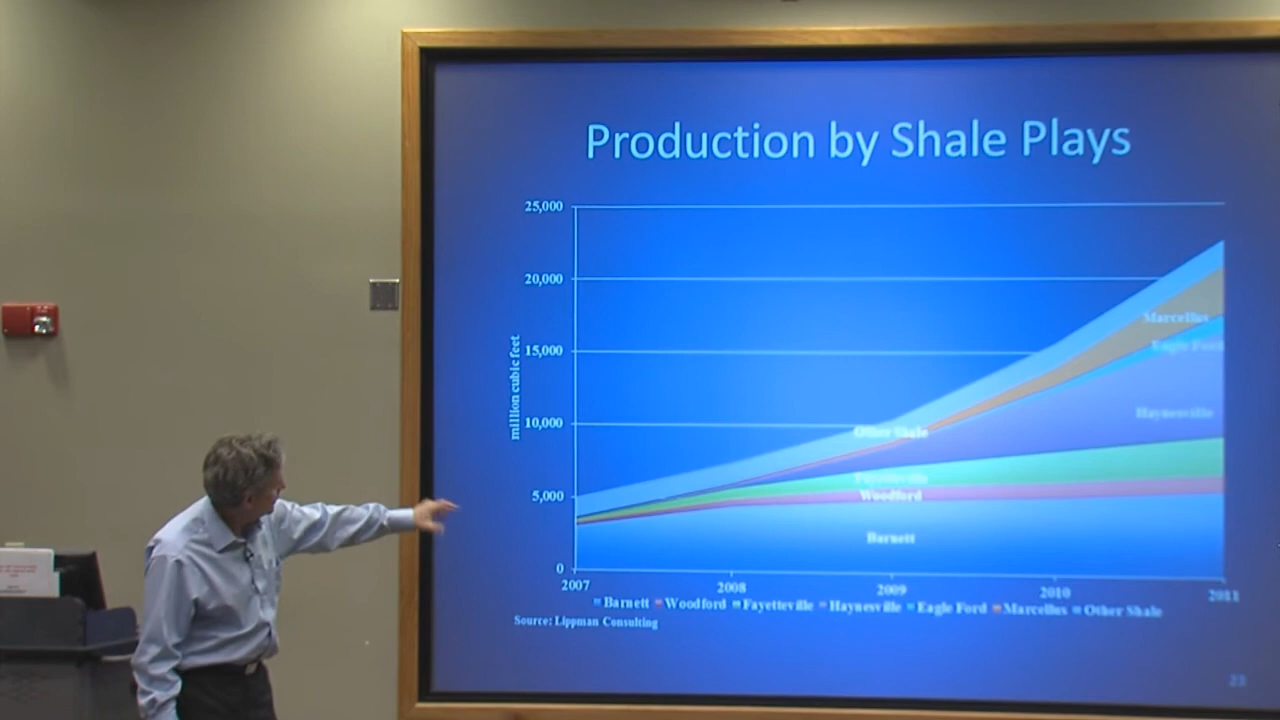 Production by Shale Plays
25,000
20,000
15,000
10,000
5,000
0
million cubic feet
Marcellus
Eagle Ford
Haynesville
Other Shale
Fayetteville
Woodford
Barnett
2007 2008 2009 2010 2011
Barnett Woodford Fayetteville Haynesville Eagle Ford Marcellus Other Shale
Source: Lippman Consulting